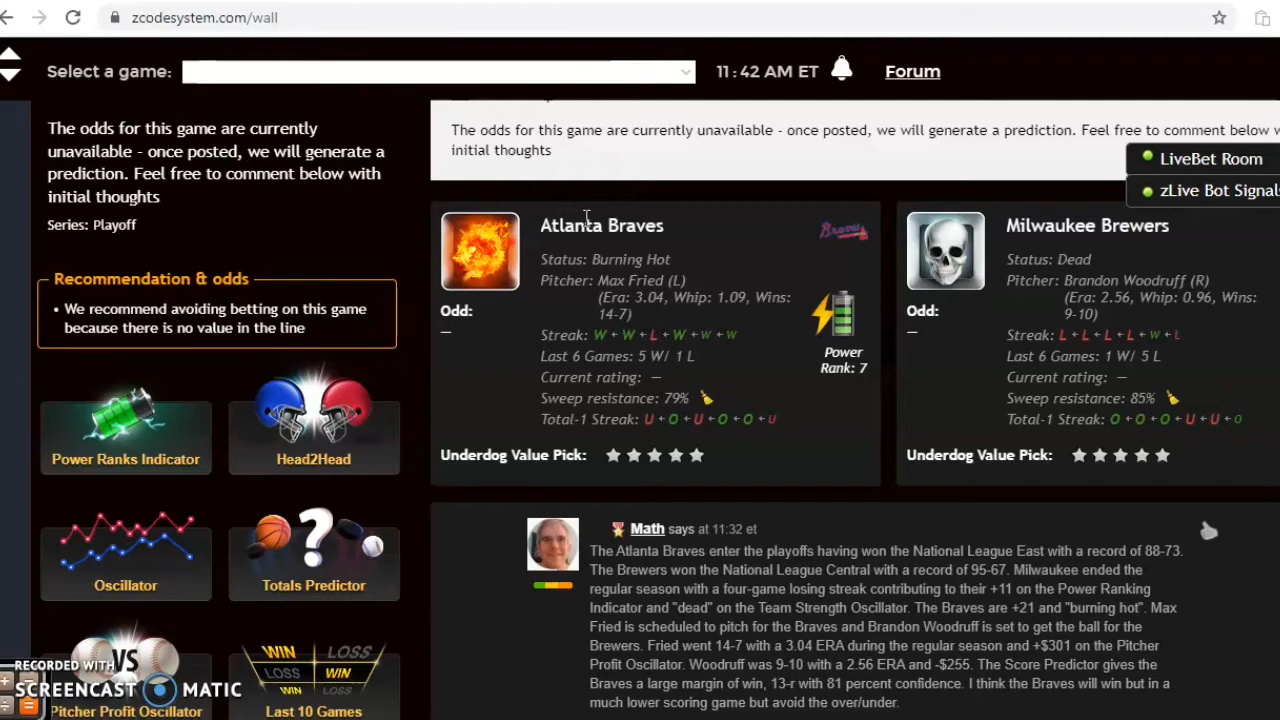 zcodesystem.com/wall
Select a game:
11:42 AM ET
Forum
The odds for this game are currently
unavailable - once posted, we will generate a
prediction. Feel free to comment below with
initial thoughts
Series: Playoff
Recommendation & odds
• We recommend avoiding betting on this game
because there is no value in the line
Power Ranks Indicator
Head2Head
Oscillator
Totals Predictor
VS
Pitcher Profit Oscillator
WIN LOSS
LOSS WIN
WIN LOSS
Last 10 Games
RECORDED WITH
SCREENCAST MATIC
The odds for this game are currently unavailable - once posted, we will generate a prediction. Feel free to comment below w
initial thoughts
LiveBet Room
zLive Bot Signals
Atlanta Braves
Braves
Status: Burning Hot
Pitcher: Max Fried (L)
(Era: 3.04, Whip: 1.09, Wins:
14-7)
Odd:
—
Streak: W ← W ← L ← W ← W ← W
Last 6 Games: 5 W/ 1 L
Current rating: —
Sweep resistance: 79%
Total-1 Streak: U ← O ← U ← O ← O ← U
Power
Rank: 7
Underdog Value Pick:
Milwaukee Brewers
Status: Dead
Pitcher: Brandon Woodruff (R)
(Era: 2.56, Whip: 0.96, Wins:
9-10)
Odd:
—
Streak: L ← L ← L ← L ← W ← L
Last 6 Games: 1 W/ 5 L
Current rating: —
Sweep resistance: 85%
Total-1 Streak: O ← O ← O ← U ← U ← O
Underdog Value Pick:
Math says at 11:32 et
The Atlanta Braves enter the playoffs having won the National League East with a record of 88-73.
The Brewers won the National League Central with a record of 95-67. Milwaukee ended the
regular season with a four-game losing streak contributing to their +11 on the Power Ranking
Indicator and "dead" on the Team Strength Oscillator. The Braves are +21 and "burning hot". Max
Fried is scheduled to pitch for the Braves and Brandon Woodruff is set to get the ball for the
Brewers. Fried went 14-7 with a 3.04 ERA during the regular season and +$301 on the Pitcher
Profit Oscillator. Woodruff was 9-10 with a 2.56 ERA and -$255. The Score Predictor gives the
Braves a large margin of win, 13-r with 81 percent confidence. I think the Braves will win but in a
much lower scoring game but avoid the over/under.